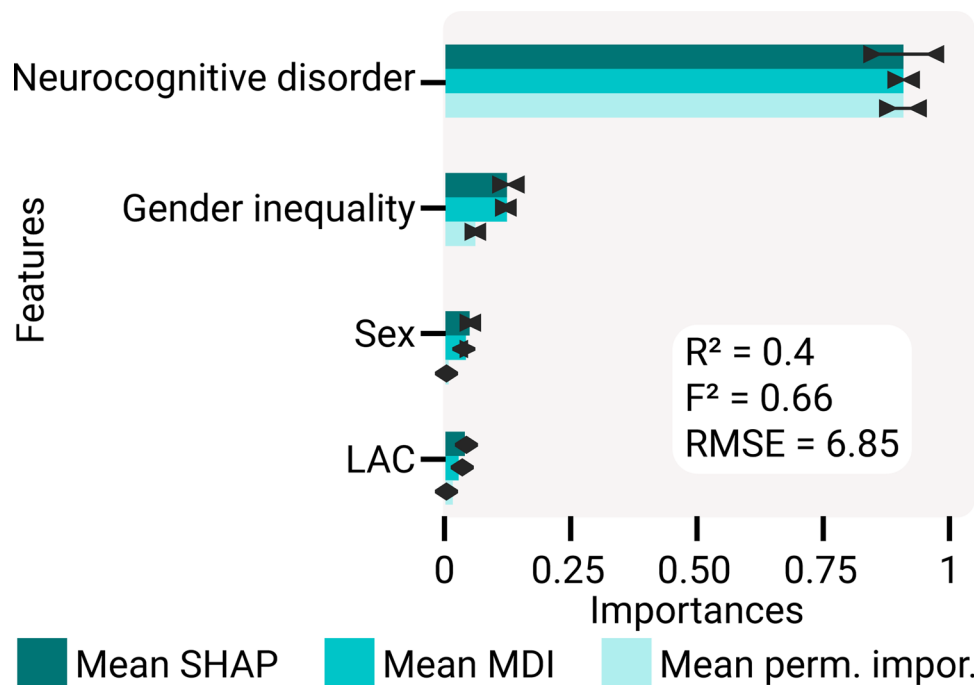 Features
Neurocognitive disorder
Gender inequality
Sex
LAC
R² = 0.4
F² = 0.66
RMSE = 6.85
0 0.25 0.50 0.75 1
Importances
Mean SHAP Mean MDI Mean perm. impor.